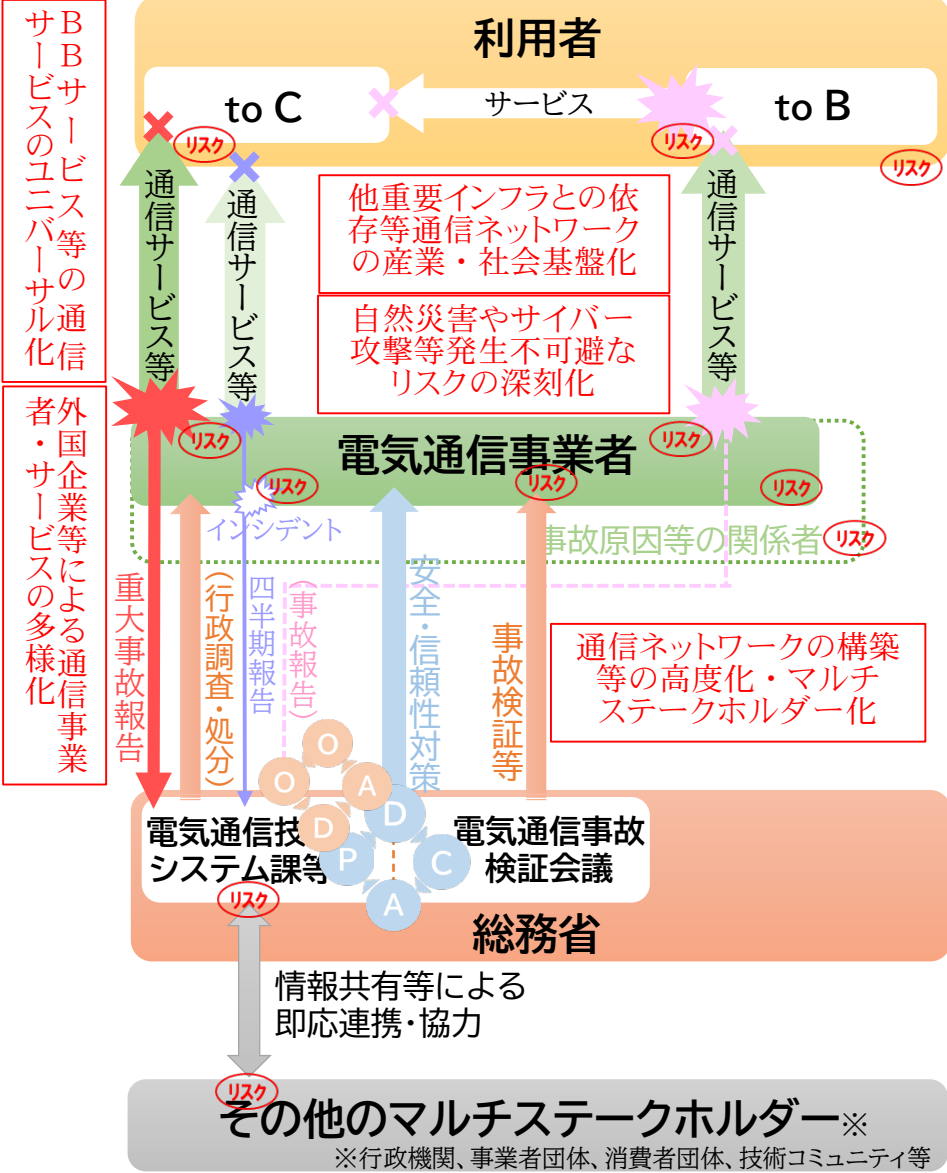 BBサービス等の通信
サービスのユニバーサル化
利用者
to C
サービス
to B
リスク
リスク
リスク
通信サービス等
通信サービス等
通信サービス等
他重要インフラとの依
存等通信ネットワーク
の産業・社会基盤化
自然災害やサイバー
攻撃等発生不可避な
リスクの深刻化
外国企業等による通信事業
者・サービスの多様化
電気通信事業者
リスク
リスク
リスク
リスク
リスク
インシデント
事故原因等の関係者
リスク
重大事故報告
(行政調査・処分)
四半期報告
(事故報告)
安全・信頼性対策
事故検証等
通信ネットワークの構築
等の高度化・マルチ
ステークホルダー化
O
O
A
D
D
P
C
A
電気通信技
システム課等
電気通信事故
検証会議
リスク
総務省
情報共有等による
即応連携・協力
リスク
その他のマルチステークホルダー※
※行政機関、事業者団体、消費者団体、技術コミュニティ等